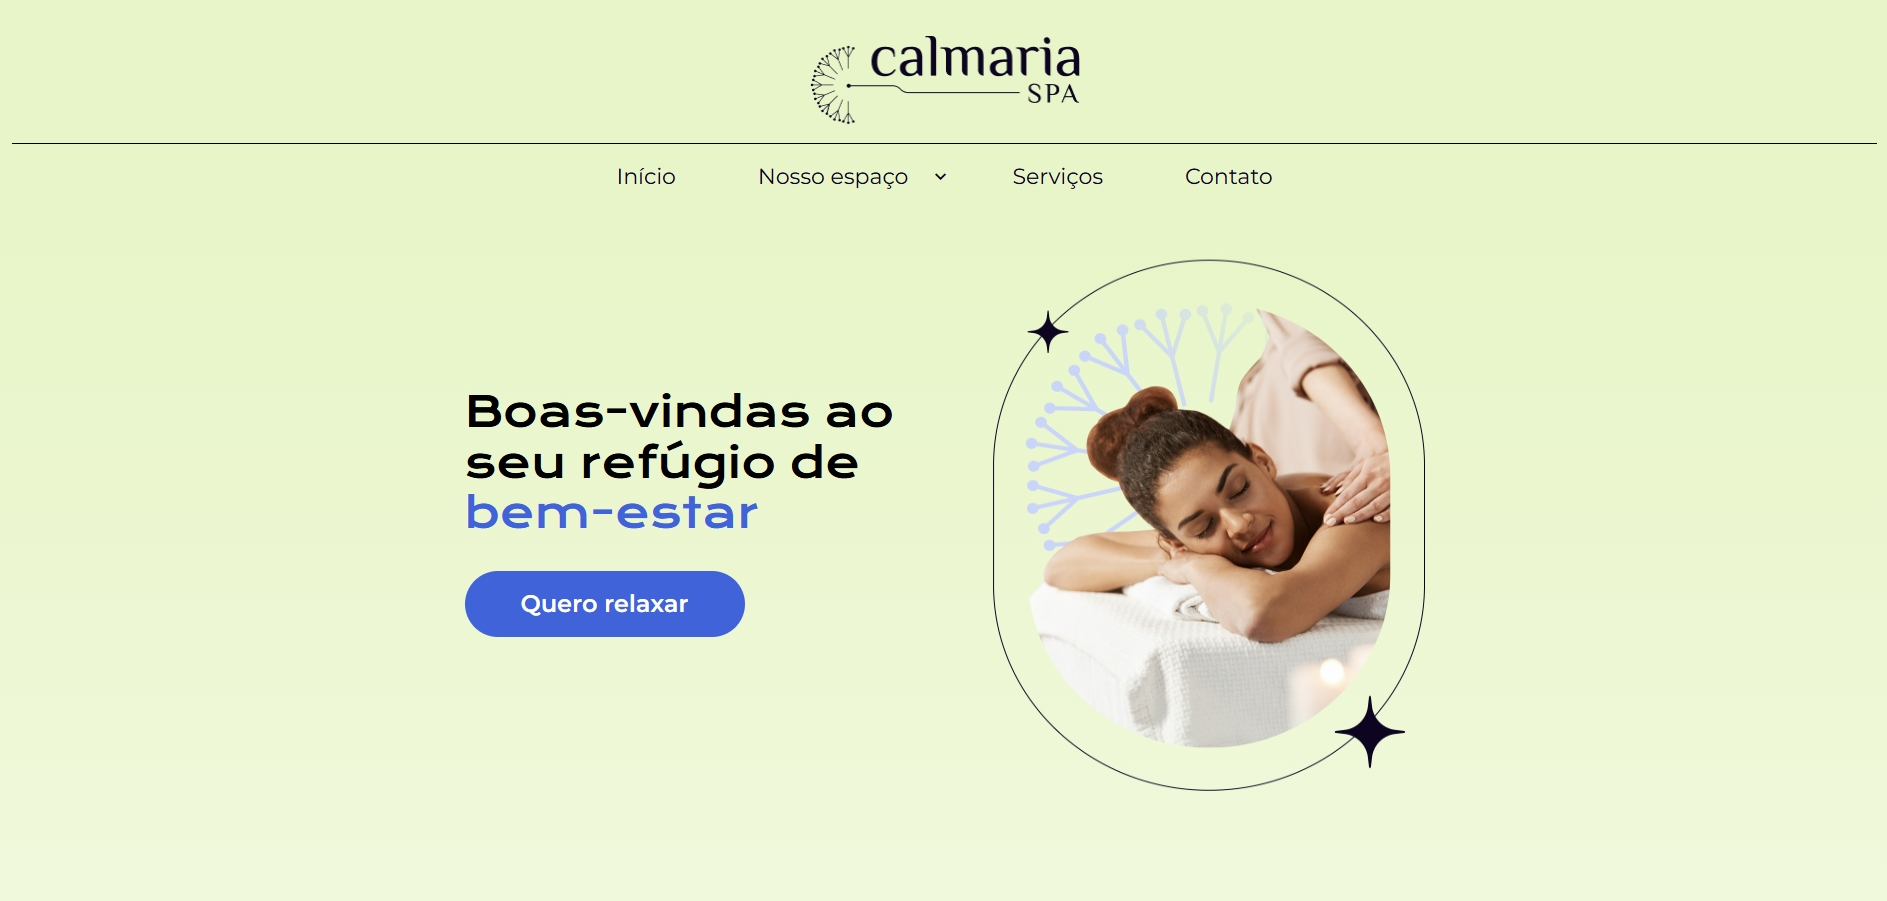 calmaria
SPA
Início
Nosso espaço
Serviços
Contato
Boas-vindas ao
seu refúgio de
bem-estar
Quero relaxar